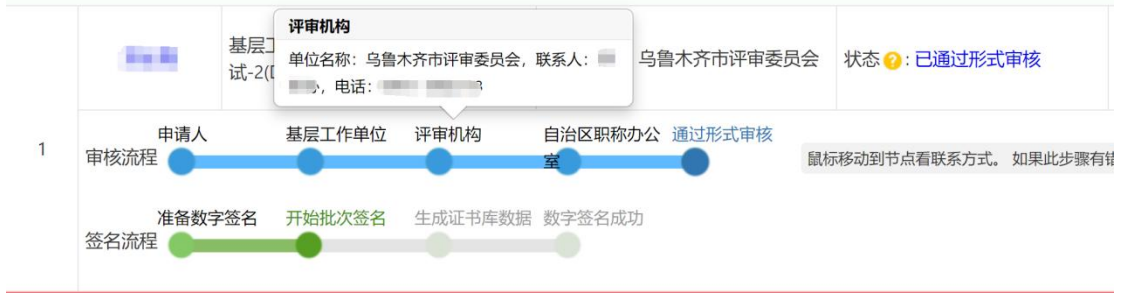 评审机构
单位名称：乌鲁木齐市评审委员会，联系人：
，电话：
基层工
试-2(
乌鲁木齐市评审委员会
状态 ? : 已通过形式审核
1
审核流程
申请人
基层工作单位
评审机构
自治区职称办公
室
通过形式审核
鼠标移动到节点看联系方式。 如果此步骤有错
签名流程
准备数字签名
开始批次签名
生成证书库数据
数字签名成功